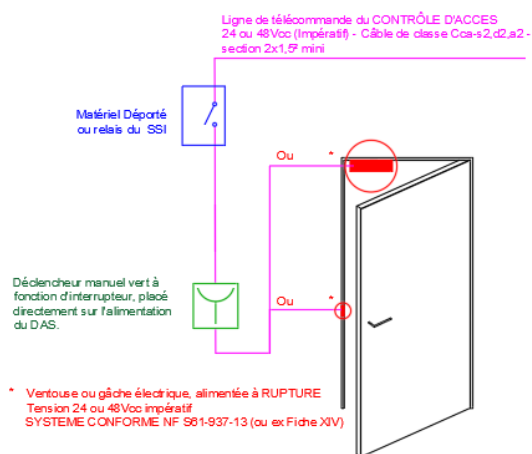 Ligne de télécommande du CONTRÔLE D'ACCES
24 ou 48Vcc (Impératif) - Câble de classe Cca-s2,d2,a2 -
section 2x1,5² mini
Matériel Déporté
ou relais du SSI
Ou *
Déclencheur manuel vert à
fonction d'interrupteur, placé
directement sur l'alimentation
du DAS.
Ou *
* Ventouse ou gâche électrique, alimentée à RUPTURE
Tension 24 ou 48Vcc impératif
SYSTEME CONFORME NF S61-937-13 (ou ex Fiche XIV)